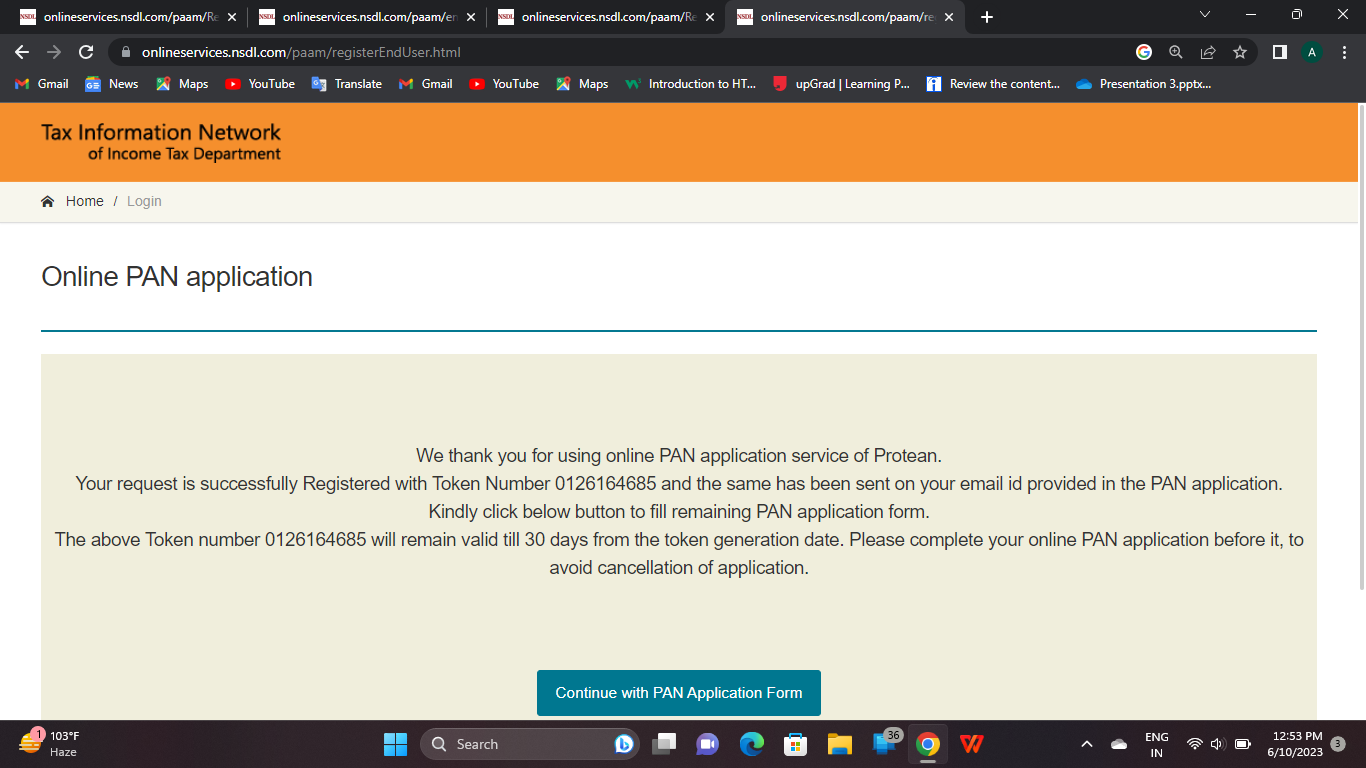 NSDL onlineservices.nsdl.com/paam/Re
NSDL onlineservices.nsdl.com/paam/en
NSDL onlineservices.nsdl.com/paam/Re
NSDL onlineservices.nsdl.com/paam/re
onlineservices.nsdl.com/paam/registerEndUser.html
A
Gmail
News
Maps
YouTube
Translate
Gmail
YouTube
Maps
Introduction to HT...
upGrad | Learning P...
Review the content...
Presentation 3.pptx...
Tax Information Network
of Income Tax Department
Home / Login
Online PAN application
We thank you for using online PAN application service of Protean.
Your request is successfully Registered with Token Number 0126164685 and the same has been sent on your email id provided in the PAN application.
Kindly click below button to fill remaining PAN application form.
The above Token number 0126164685 will remain valid till 30 days from the token generation date. Please complete your online PAN application before it, to
avoid cancellation of application.
Continue with PAN Application Form
1
103°F
Haze
Search
36
ENG
IN
12:53 PM
6/10/2023
3